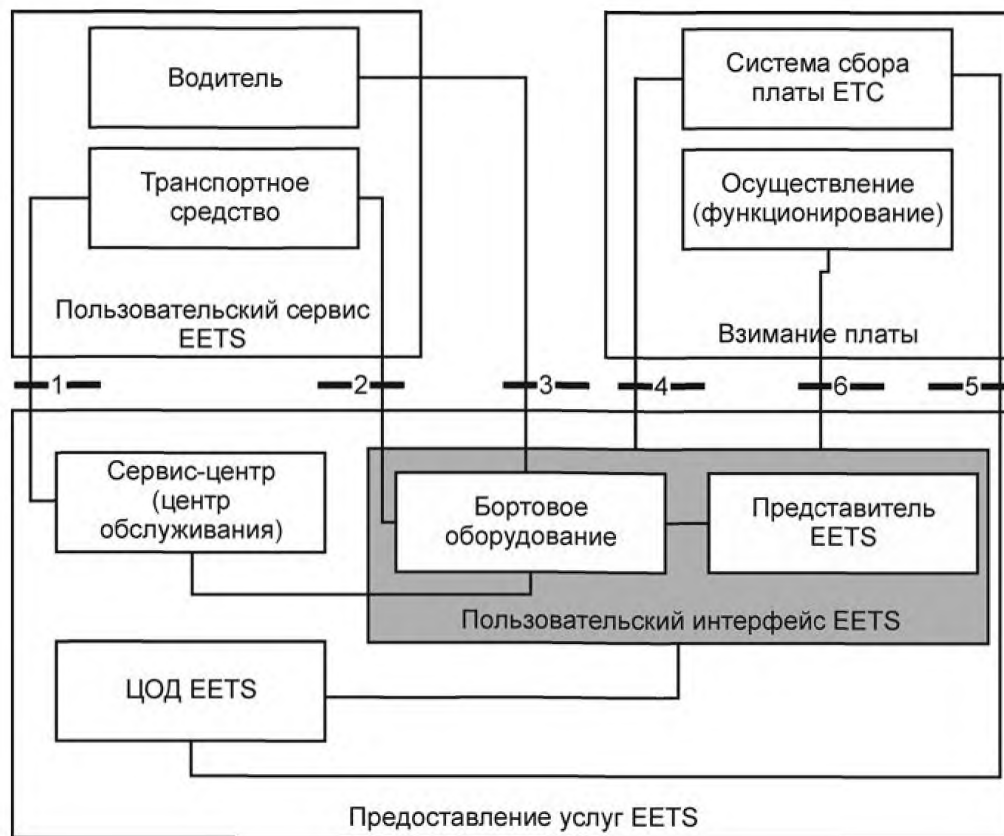 Водитель
Транспортное
средство
Пользовательский сервис
EETS
Система сбора
платы ETC
Осуществление
(функционирование)
Взимание платы
1
2
3
4
6
5
Сервис-центр
(центр
обслуживания)
Бортовое
оборудование
Представитель
EETS
Пользовательский интерфейс EETS
ЦОД EETS
Предоставление услуг EETS